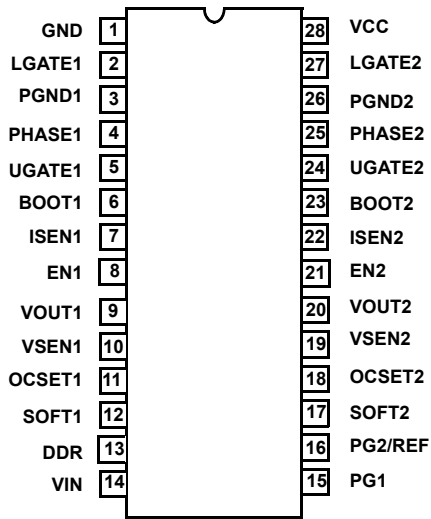 GND 1 28 VCC
LGATE1 2 27 LGATE2
PGND1 3 26 PGND2
PHASE1 4 25 PHASE2
UGATE1 5 24 UGATE2
BOOT1 6 23 BOOT2
ISEN1 7 22 ISEN2
EN1 8 21 EN2
VOUT1 9 20 VOUT2
VSEN1 10 19 VSEN2
OCSET1 11 18 OCSET2
SOFT1 12 17 SOFT2
DDR 13 16 PG2/REF
VIN 14 15 PG1